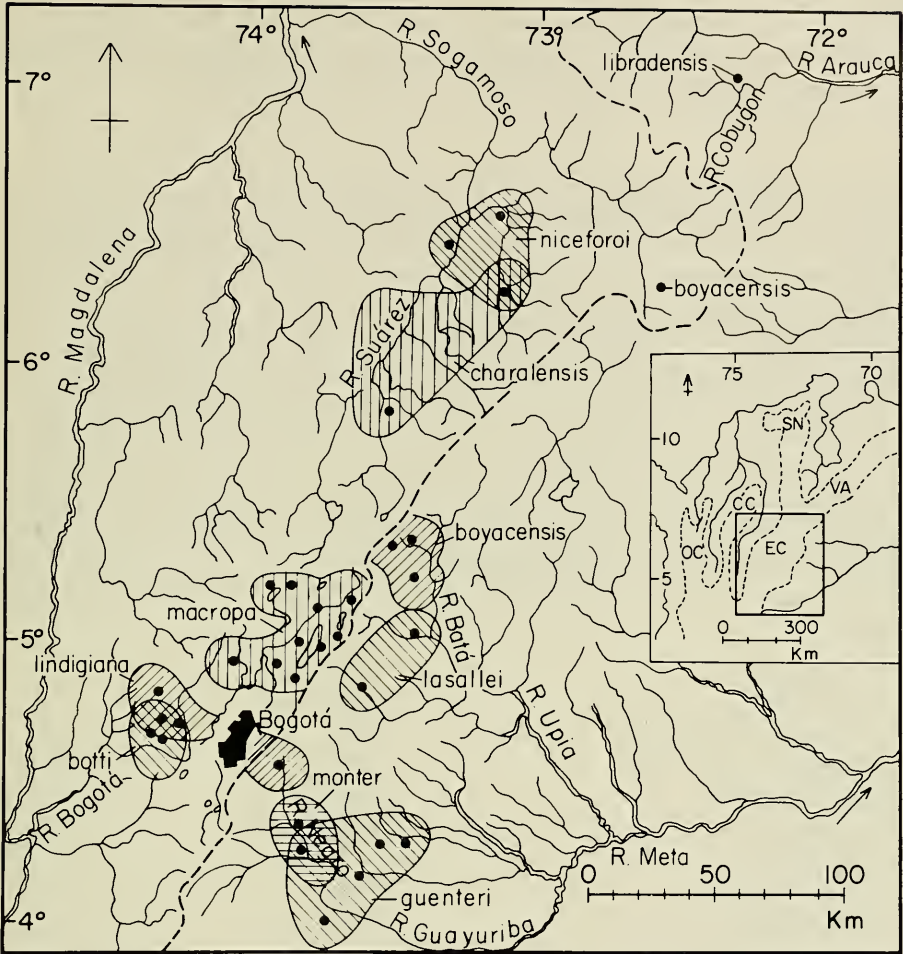 74°
73°
72°
R. Sogamoso
libradensis
R. Arauca
7°
R. Cobugón
niceforoi
R. Magdalena
boyacensis
R. Suárez
6°
charalensis
75
70
10
SN
VA
CC
OC
EC
5
0 300
Km
boyacensis
macropa
R. Batá
5°
lindigiana
lasallei
R. Upia
Bogotá
botti
monter
R. Bogotá
R. Negro
R. Meta
0 50 100
Km
guenteri
4°
R. Guayuriba